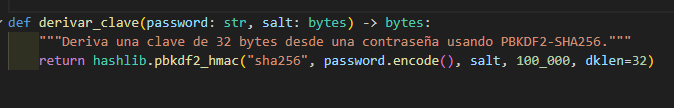 def derivar_clave(password: str, salt: bytes) -> bytes:
"""Deriva una clave de 32 bytes desde una contraseña usando PBKDF2-SHA256."""
return hashlib.pbkdf2_hmac("sha256", password.encode(), salt, 100_000, dklen=32)